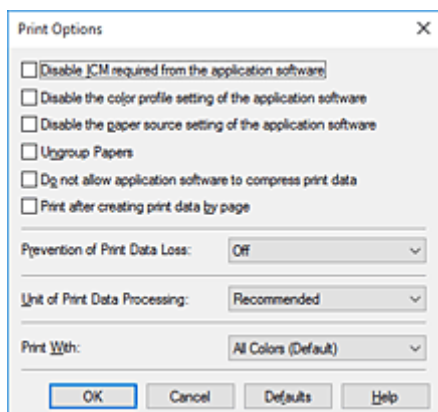 Print Options
Disable ICM required from the application software
Disable the color profile setting of the application software
Disable the paper source setting of the application software
Ungroup Papers
Do not allow application software to compress print data
Print after creating print data by page
Prevention of Print Data Loss: Off
Unit of Print Data Processing: Recommended
Print With: All Colors (Default)
OK Cancel Defaults Help